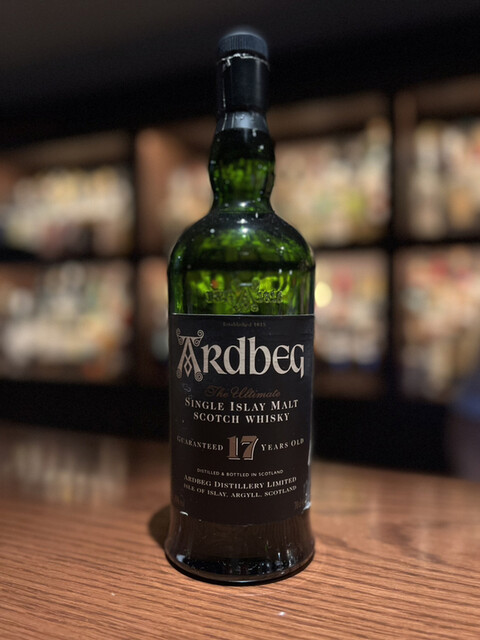 Established 1815
ARDBEG
The Ultimate
SINGLE ISLAY MALT
SCOTCH WHISKY
GUARANTEED 17 YEARS OLD
DISTILLED & BOTTLED IN SCOTLAND
ARDBEG DISTILLERY LIMITED
ISLE OF ISLAY, ARGYLL, SCOTLAND